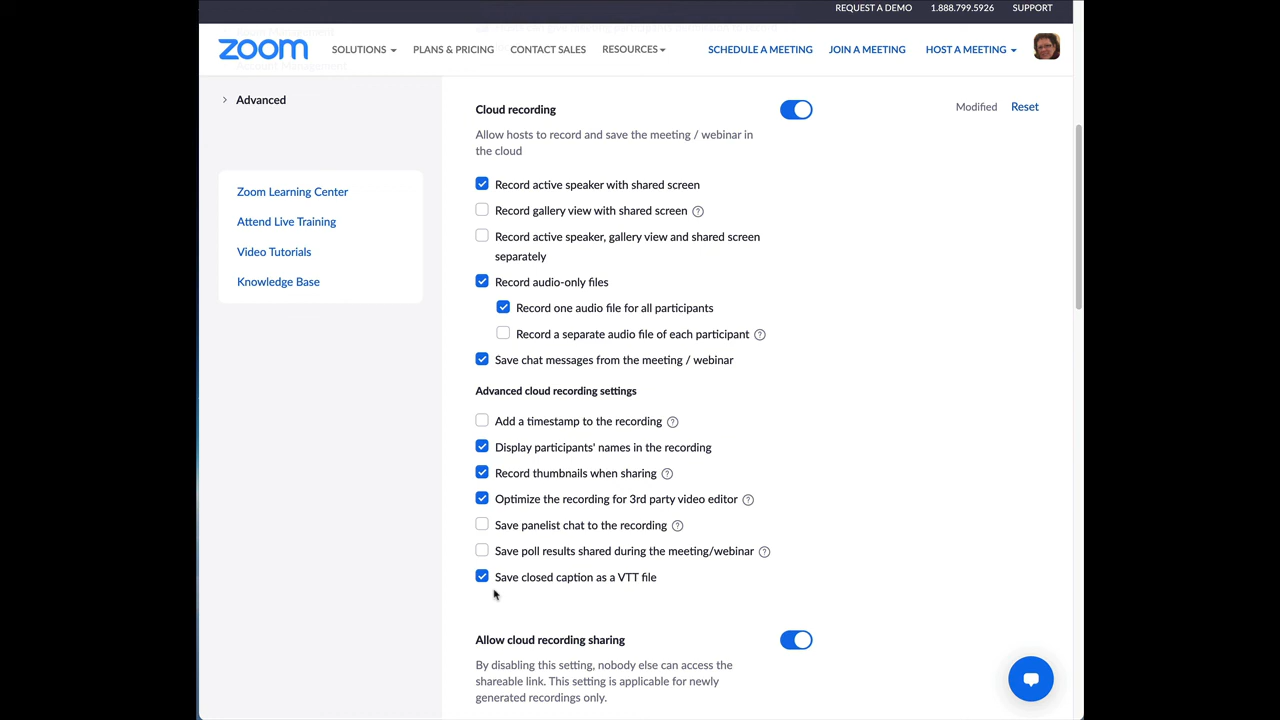 REQUEST A DEMO 1.888.799.5926 SUPPORT
zoom SOLUTIONS PLANS & PRICING CONTACT SALES RESOURCES SCHEDULE A MEETING JOIN A MEETING HOST A MEETING
Advanced
Zoom Learning Center
Attend Live Training
Video Tutorials
Knowledge Base
Cloud recording
Modified Reset
Allow hosts to record and save the meeting / webinar in
the cloud
Record active speaker with shared screen
Record gallery view with shared screen ?
Record active speaker, gallery view and shared screen
separately
Record audio-only files
Record one audio file for all participants
Record a separate audio file of each participant ?
Save chat messages from the meeting / webinar
Advanced cloud recording settings
Add a timestamp to the recording ?
Display participants' names in the recording
Record thumbnails when sharing ?
Optimize the recording for 3rd party video editor ?
Save panelist chat to the recording ?
Save poll results shared during the meeting/webinar ?
Save closed caption as a VTT file
Allow cloud recording sharing
By disabling this setting, nobody else can access the
shareable link. This setting is applicable for newly
generated recordings only.